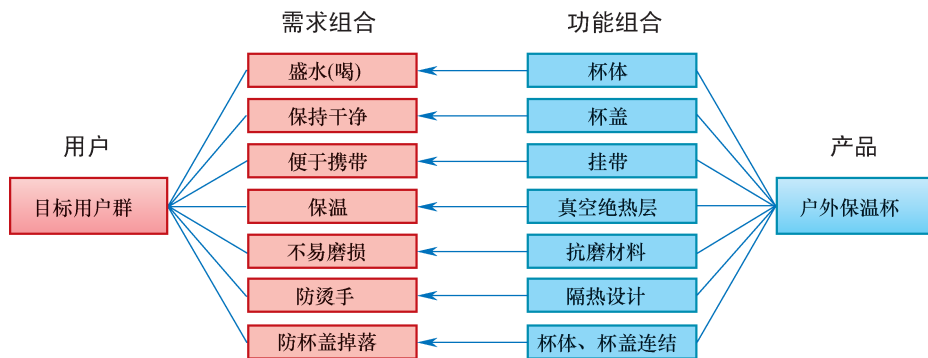 需求组合 功能组合
盛水(喝) 杯体
保持干净 杯盖
用户 产品
便于携带 挂带
目标用户群 保温 真空绝热层 户外保温杯
不易磨损 抗磨材料
防烫手 隔热设计
防杯盖掉落 杯体、杯盖连结